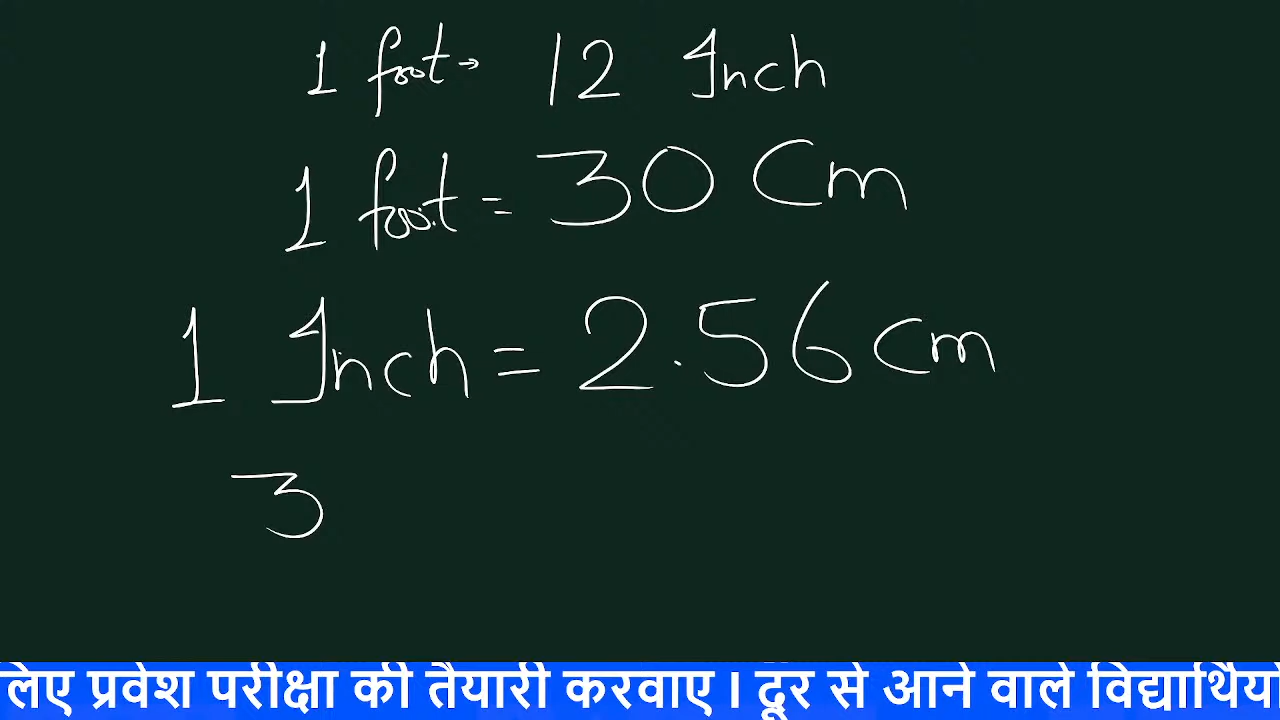 1 foot→ 12 Inch
1 foot = 30 Cm
1 Inch = 2.56 Cm
3
लिए प्रवेश परीक्षा की तैयारी करवाए । दूर से आने वाले विद्यार्थिय